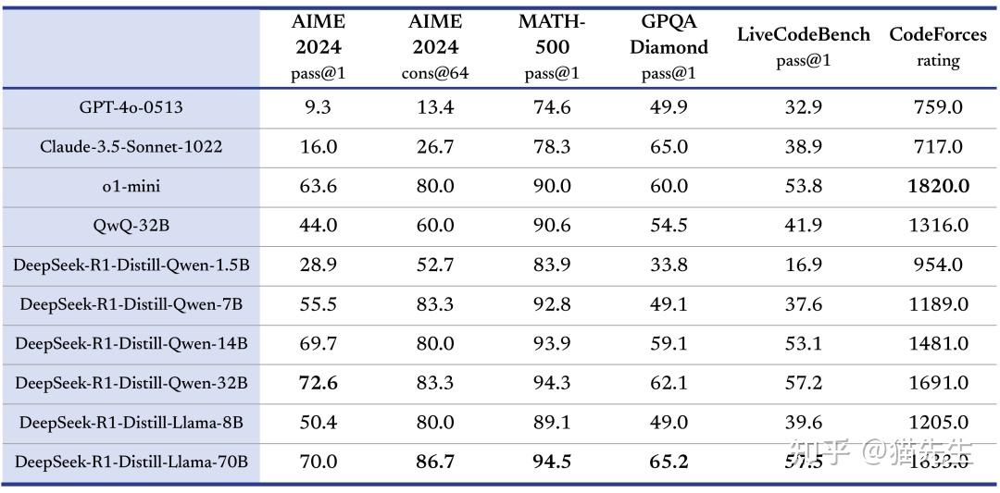 AIME 2024 pass@1 AIME 2024 cons@64 MATH-500 pass@1 GPQA Diamond pass@1 LiveCodeBench pass@1 CodeForces rating
GPT-4o-0513 9.3 13.4 74.6 49.9 32.9 759.0
Claude-3.5-Sonnet-1022 16.0 26.7 78.3 65.0 38.9 717.0
o1-mini 63.6 80.0 90.0 60.0 53.8 1820.0
QwQ-32B 44.0 60.0 90.6 54.5 41.9 1316.0
DeepSeek-R1-Distill-Qwen-1.5B 28.9 52.7 83.9 33.8 16.9 954.0
DeepSeek-R1-Distill-Qwen-7B 55.5 83.3 92.8 49.1 37.6 1189.0
DeepSeek-R1-Distill-Qwen-14B 69.7 80.0 93.9 59.1 53.1 1481.0
DeepSeek-R1-Distill-Qwen-32B 72.6 83.3 94.3 62.1 57.2 1691.0
DeepSeek-R1-Distill-Llama-8B 50.4 80.0 89.1 49.0 39.6 1205.0
DeepSeek-R1-Distill-Llama-70B 70.0 86.7 94.5 65.2 57.5 1633.0
知乎 @猫先生